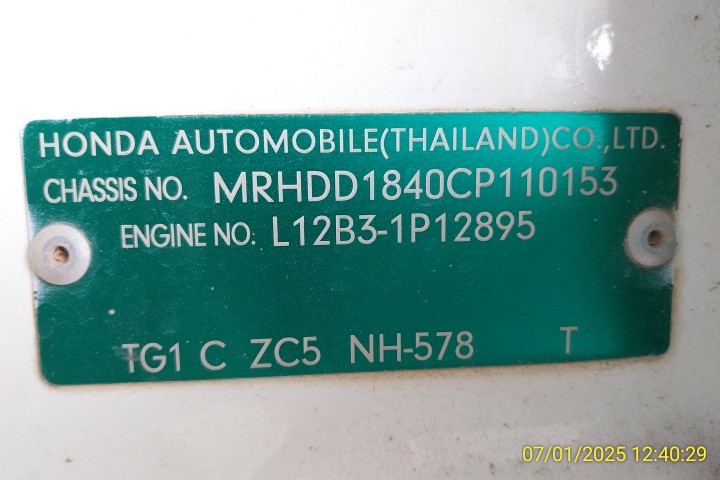 HONDA AUTOMOBILE(THAILAND)CO.,LTD.
CHASSIS NO. MRHDD1840CP110153
ENGINE NO. L12B3-1P12895
TG1 C ZC5 NH-578 T
07/01/2025 12:40:29